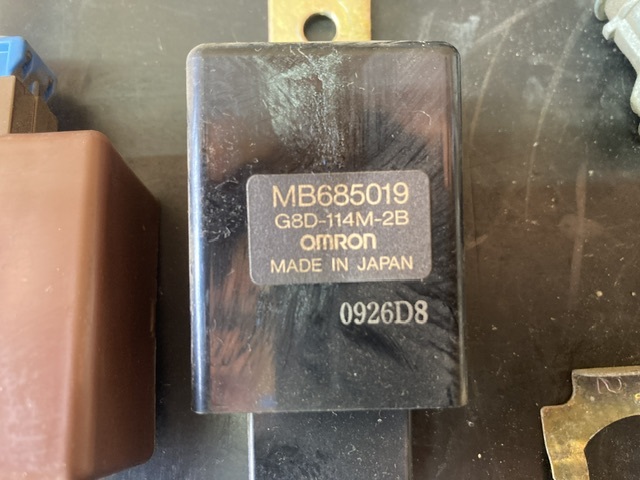 MB685019
G8D-114M-2B
OMRON
MADE IN JAPAN
0926D8